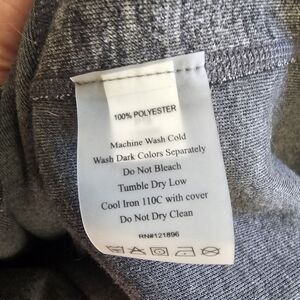 100% POLYESTER
Machine Wash Cold
Wash Dark Colors Separately
Do Not Bleach
Tumble Dry Low
Cool Iron 110C with cover
Do Not Dry Clean
RN#121896